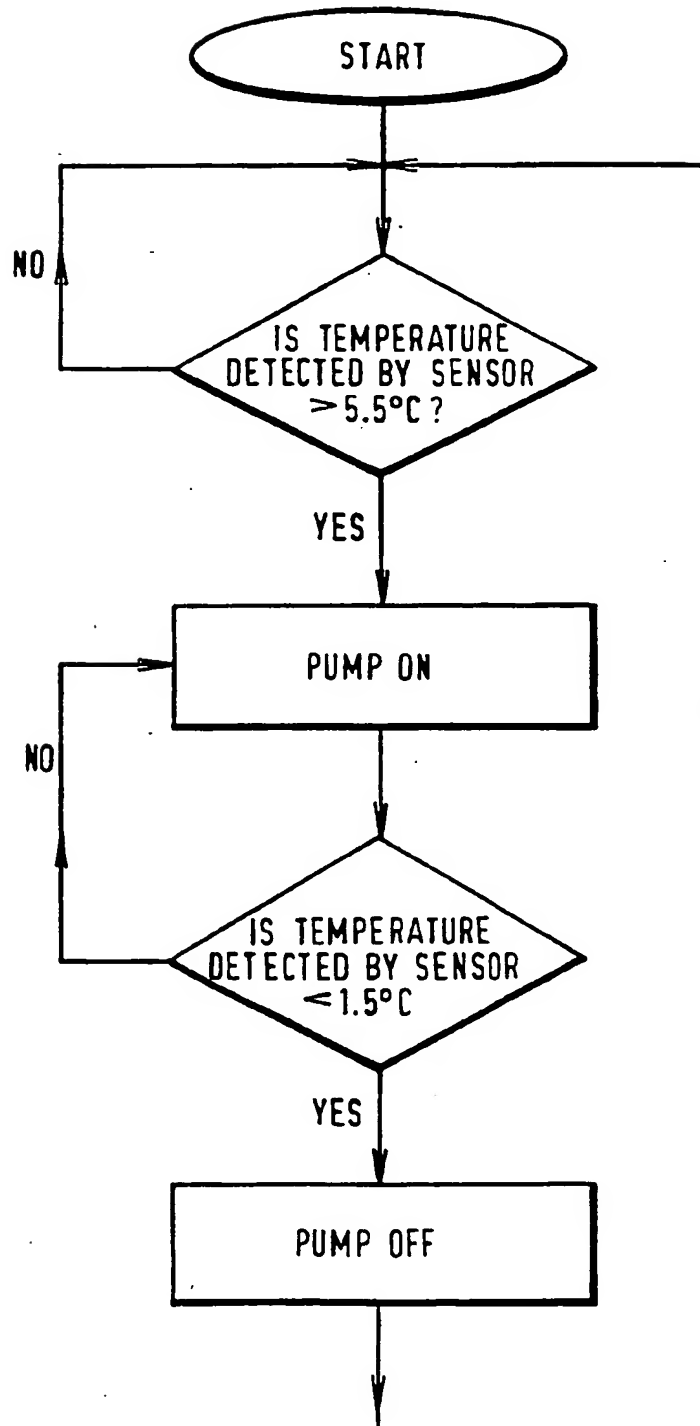 START
NO
IS TEMPERATURE
DETECTED BY SENSOR
>5.5°C?
YES
PUMP ON
NO
IS TEMPERATURE
DETECTED BY SENSOR
<1.5°C
YES
PUMP OFF